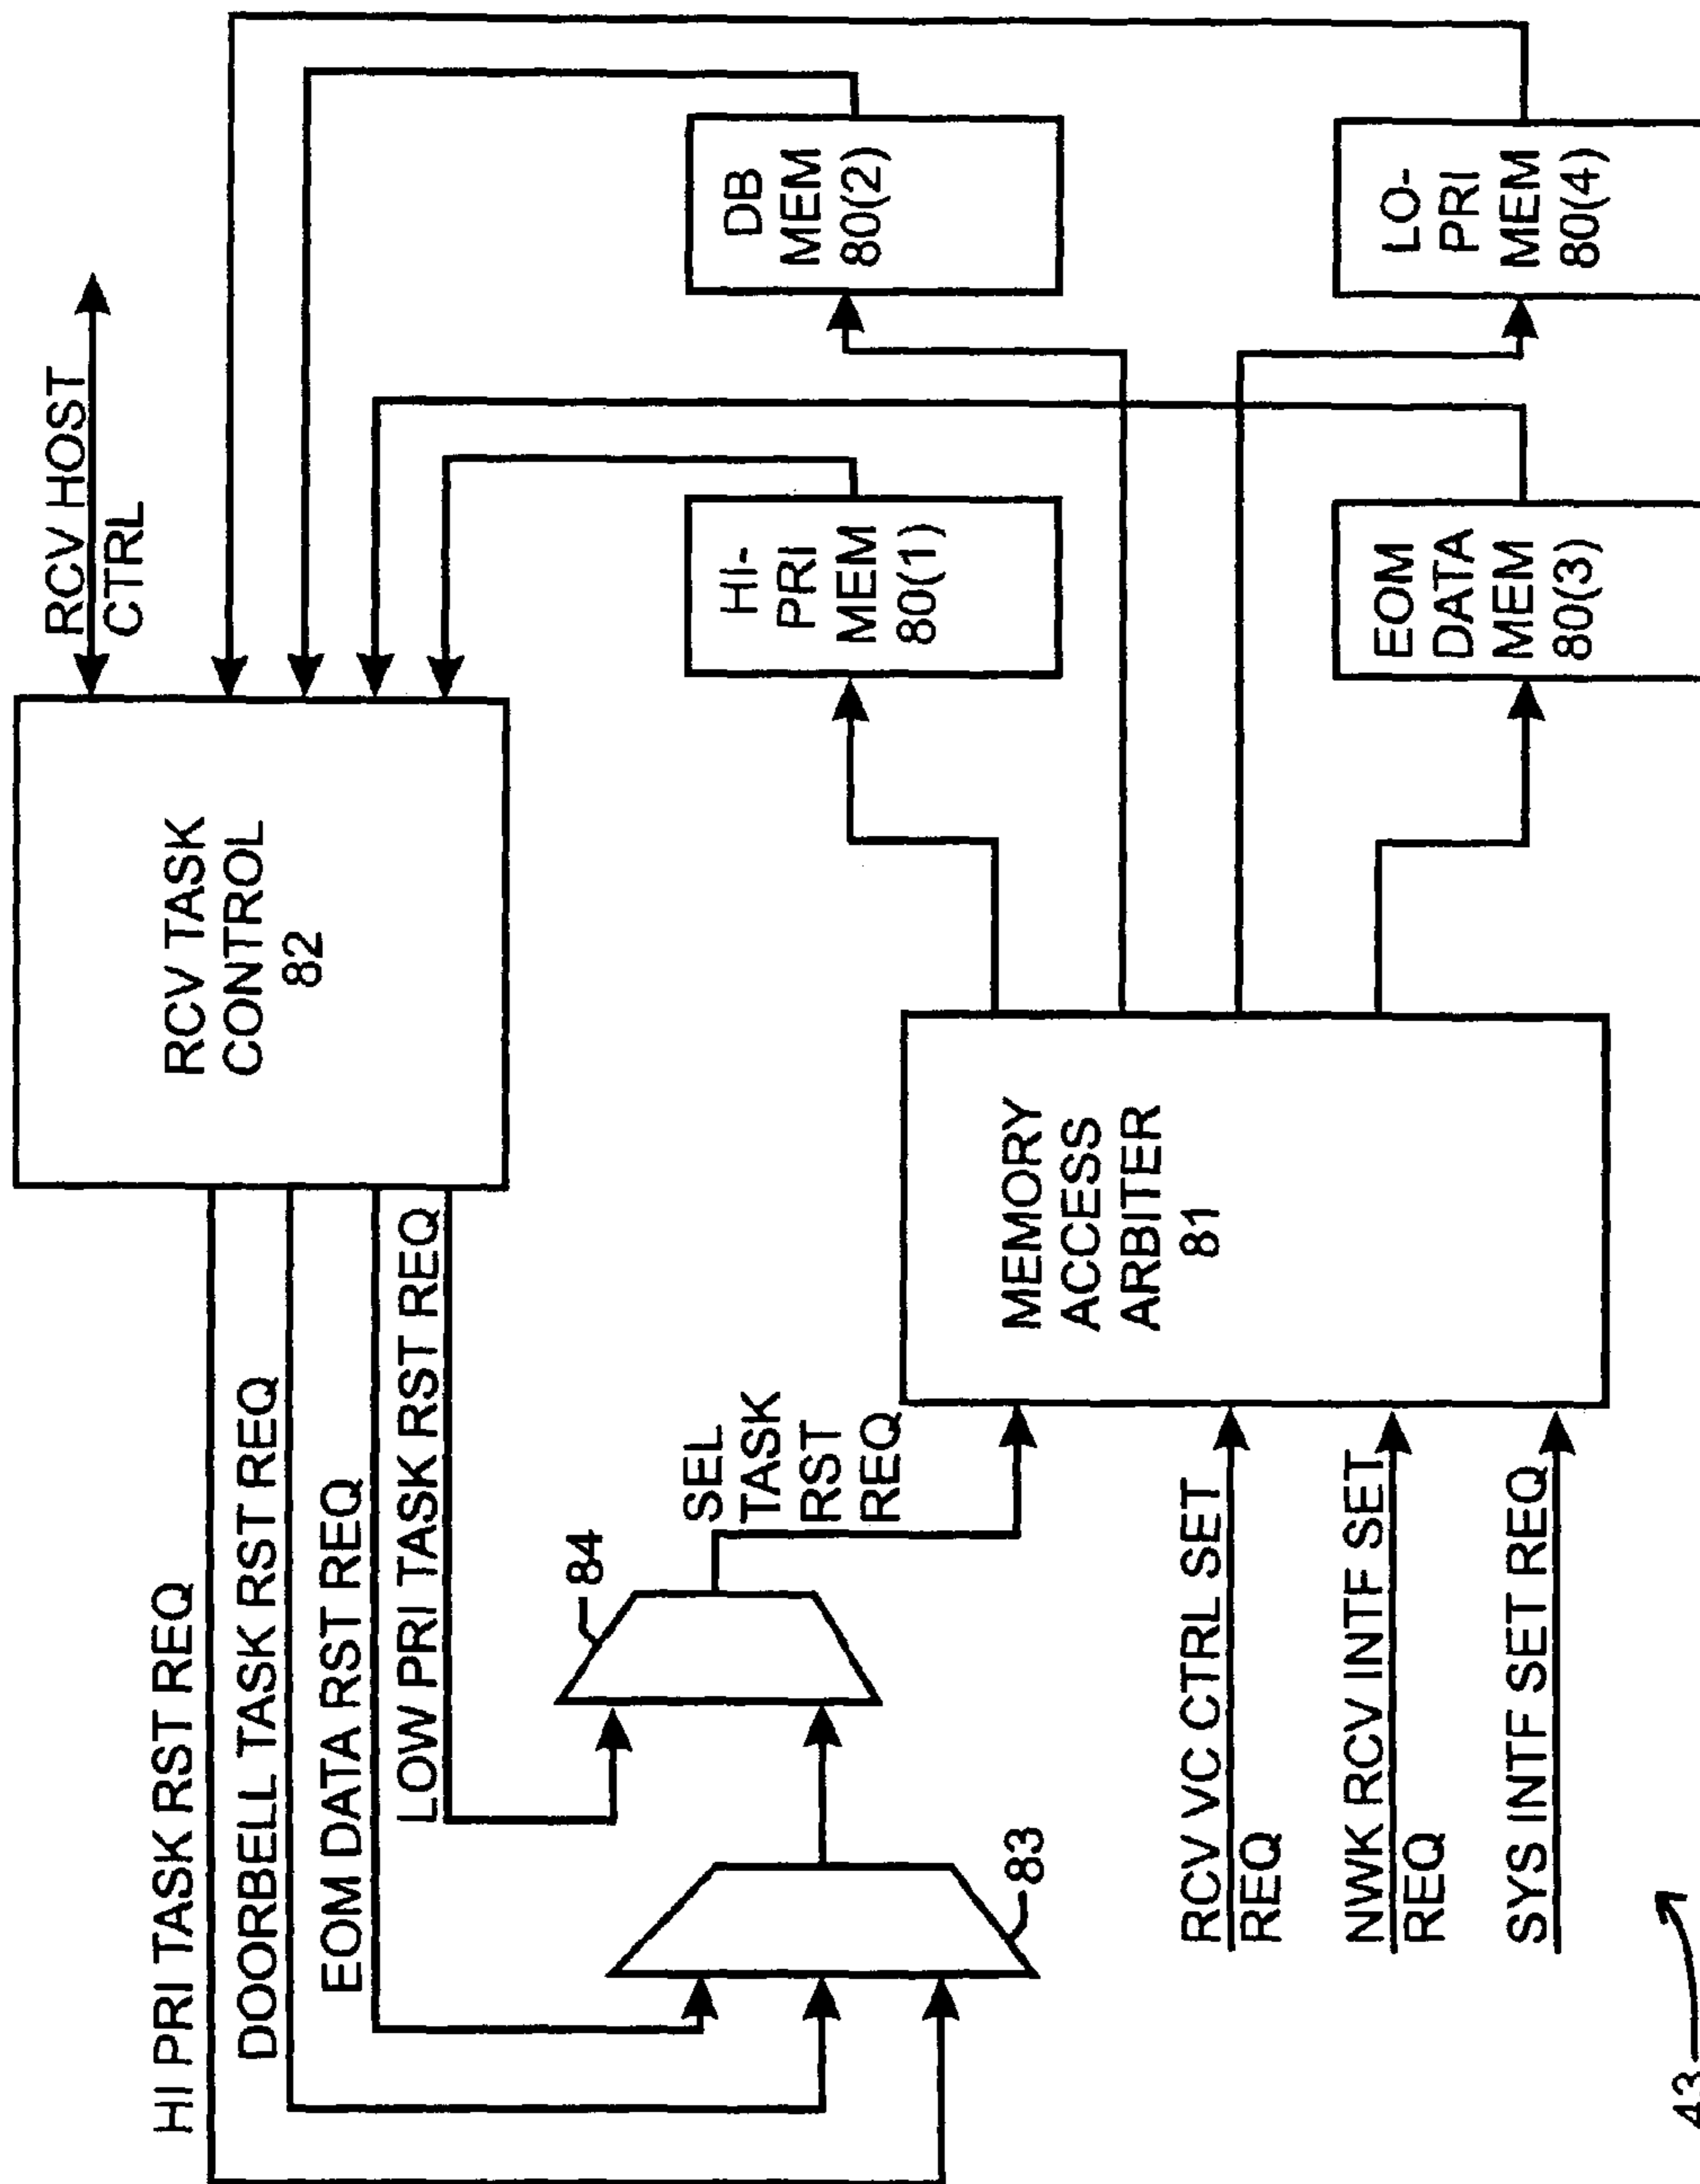 HI PRI TASK RST REQ
DOORBELL TASK RST REQ
EOM DATA RST REQ
LOW PRI TASK RST REQ
RCV TASK
CONTROL
82
RCV HOST
CTRL
83
84
SEL
TASK
RST
REQ
MEMORY
ACCESS
ARBITER
81
HI-
PRI
MEM
80(1)
DB
MEM
80(2)
EOM
DATA
MEM
80(3)
LO-
PRI
MEM
80(4)
RCV VC CTRL SET
REQ
NWK RCV INTF SET
REQ
SYS INTF SET REQ
43